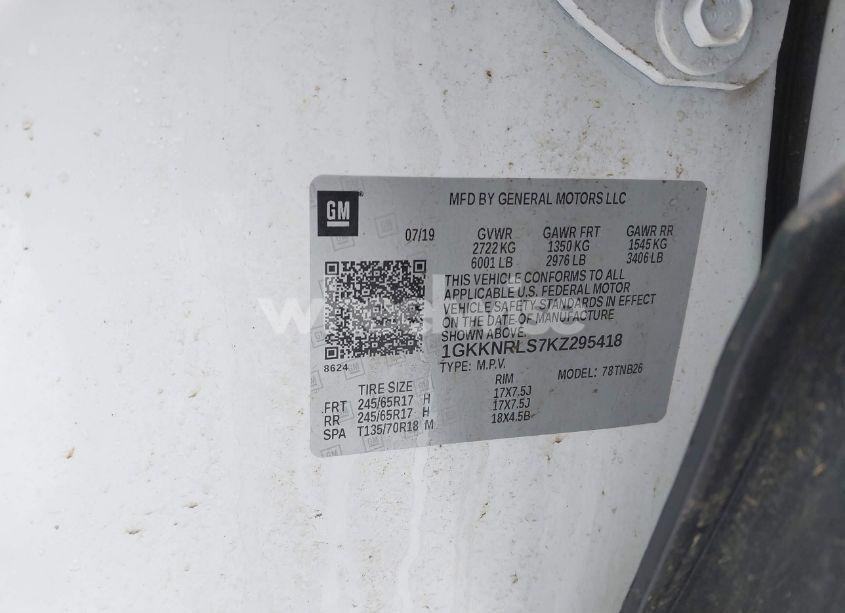 GM
MFD BY GENERAL MOTORS LLC
07/19 GVWR GAWR FRT GAWR RR
2722 KG 1350 KG 1545 KG
6001 LB 2976 LB 3406 LB
THIS VEHICLE CONFORMS TO ALL
APPLICABLE U.S. FEDERAL MOTOR
VEHICLE SAFETY STANDARDS IN EFFECT
ON THE DATE OF MANUFACTURE
SHOWN ABOVE.
1GKKNRLS7KZ295418
8624
TYPE: M.P.V. MODEL: 78TNB26
TIRE SIZE RIM
FRT 245/65R17 H 17X7.5J
RR 245/65R17 H 17X7.5J
SPA T135/70R18 M 18X4.5B